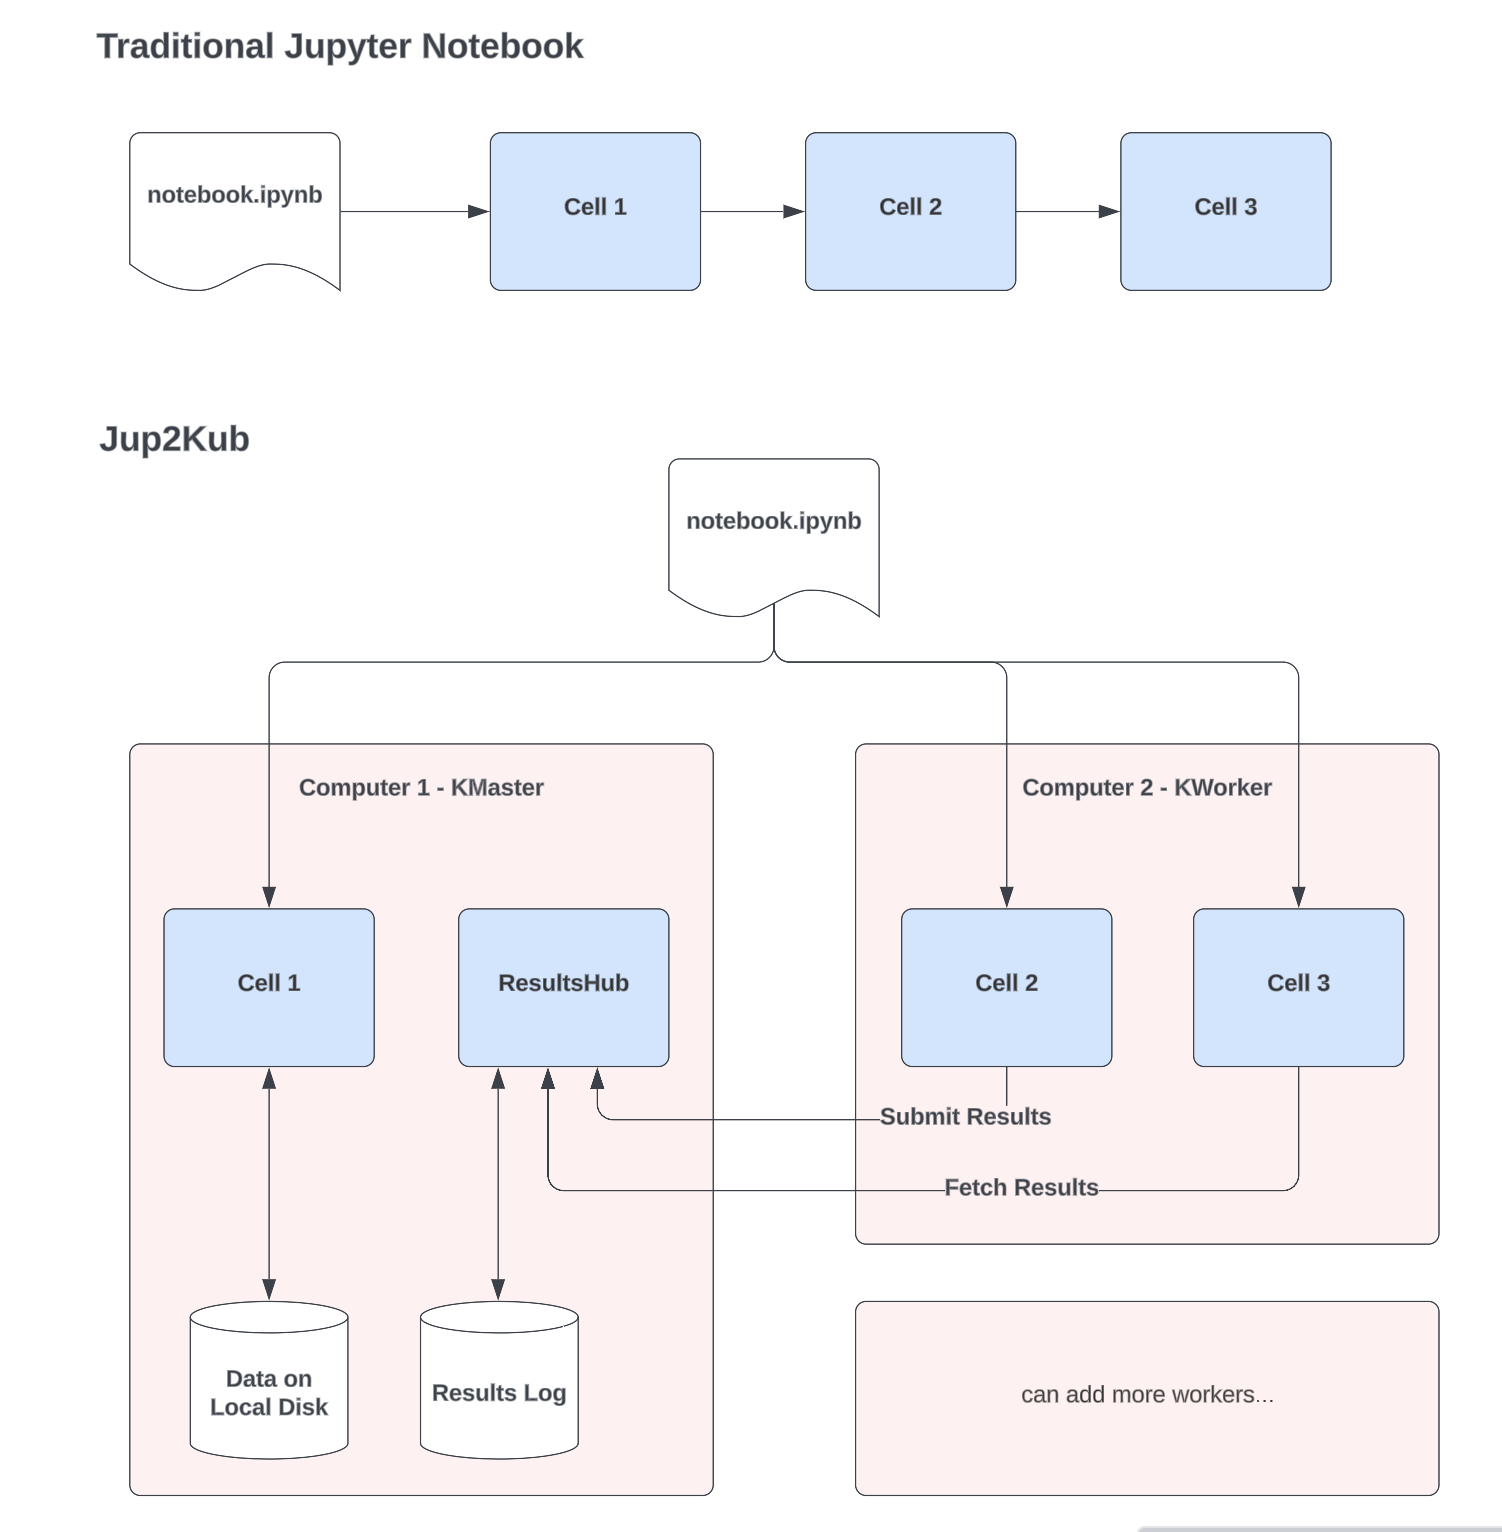 Traditional Jupyter Notebook
notebook.ipynb
Cell 1
Cell 2
Cell 3
Jup2Kub
notebook.ipynb
Computer 1 - KMaster
Computer 2 - KWorker
Cell 1
ResultsHub
Cell 2
Cell 3
Submit Results
Fetch Results
Data on
Local Disk
Results Log
can add more workers...